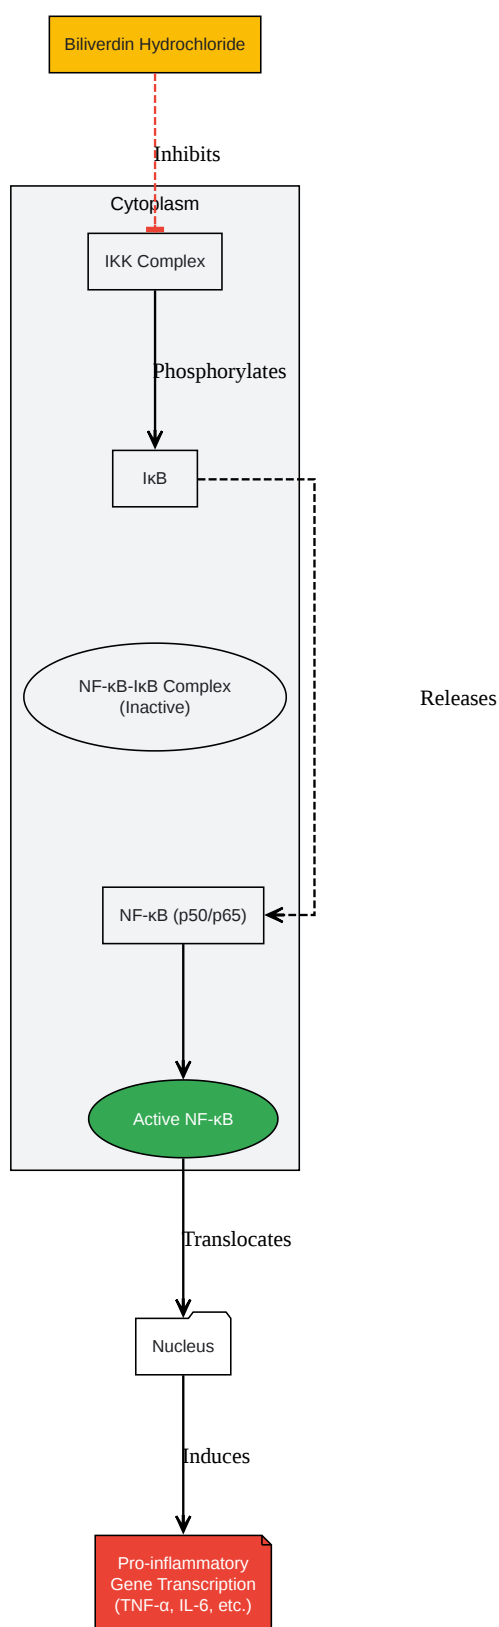 Biliverdin Hydrochloride
Inhibits
Cytoplasm
IKK Complex
Phosphorylates
IκB
NF-κB-IκB Complex
(Inactive)
Releases
NF-κB (p50/p65)
Active NF-κB
Translocates
Nucleus
Induces
Pro-inflammatory
Gene Transcription
(TNF-α, IL-6, etc.)